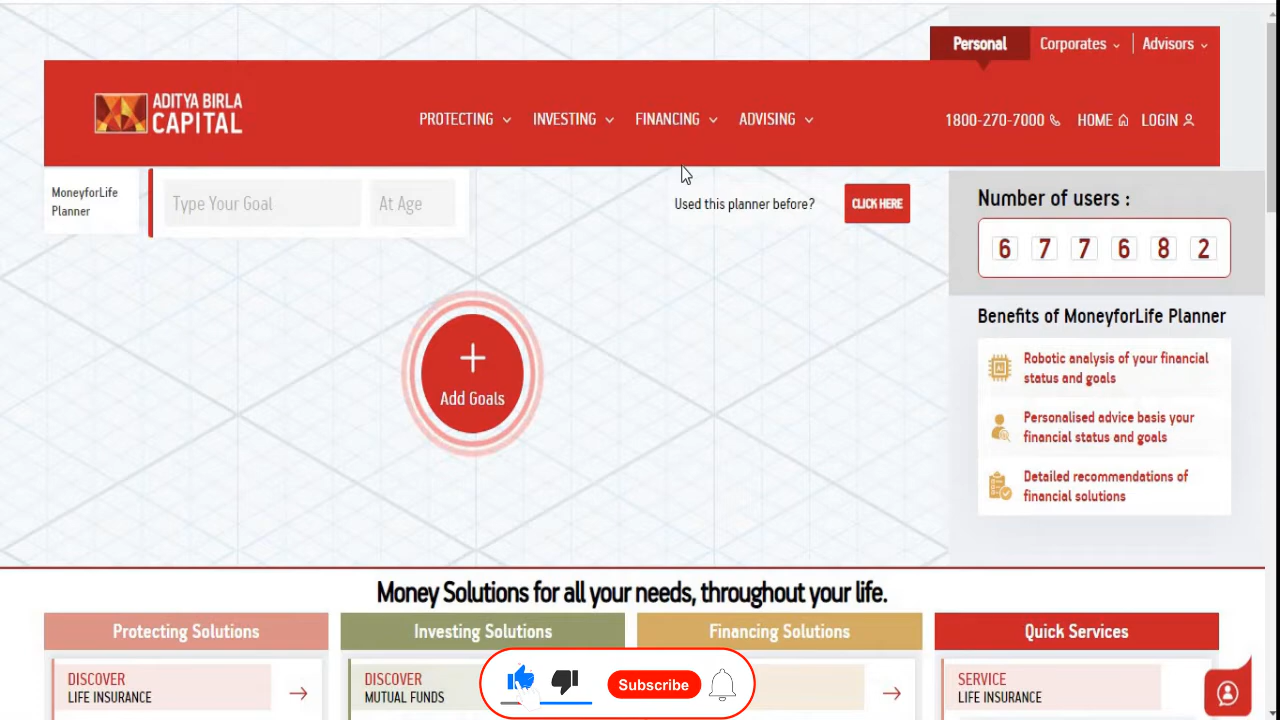 Personal
Corporates
Advisors
ADITYA BIRLA
CAPITAL
PROTECTING
INVESTING
FINANCING
ADVISING
1800-270-7000
HOME
LOGIN
MoneyforLife
Planner
Type Your Goal
At Age
Used this planner before?
CLICK HERE
Number of users :
6 7 7 6 8 2
Add Goals
Benefits of MoneyforLife Planner
AI
Robotic analysis of your financial
status and goals
Personalised advice basis your
financial status and goals
Detailed recommendations of
financial solutions
Money Solutions for all your needs, throughout your life.
Protecting Solutions
Investing Solutions
Financing Solutions
Quick Services
DISCOVER
LIFE INSURANCE
DISCOVER
MUTUAL FUNDS
SERVICE
LIFE INSURANCE
Subscribe